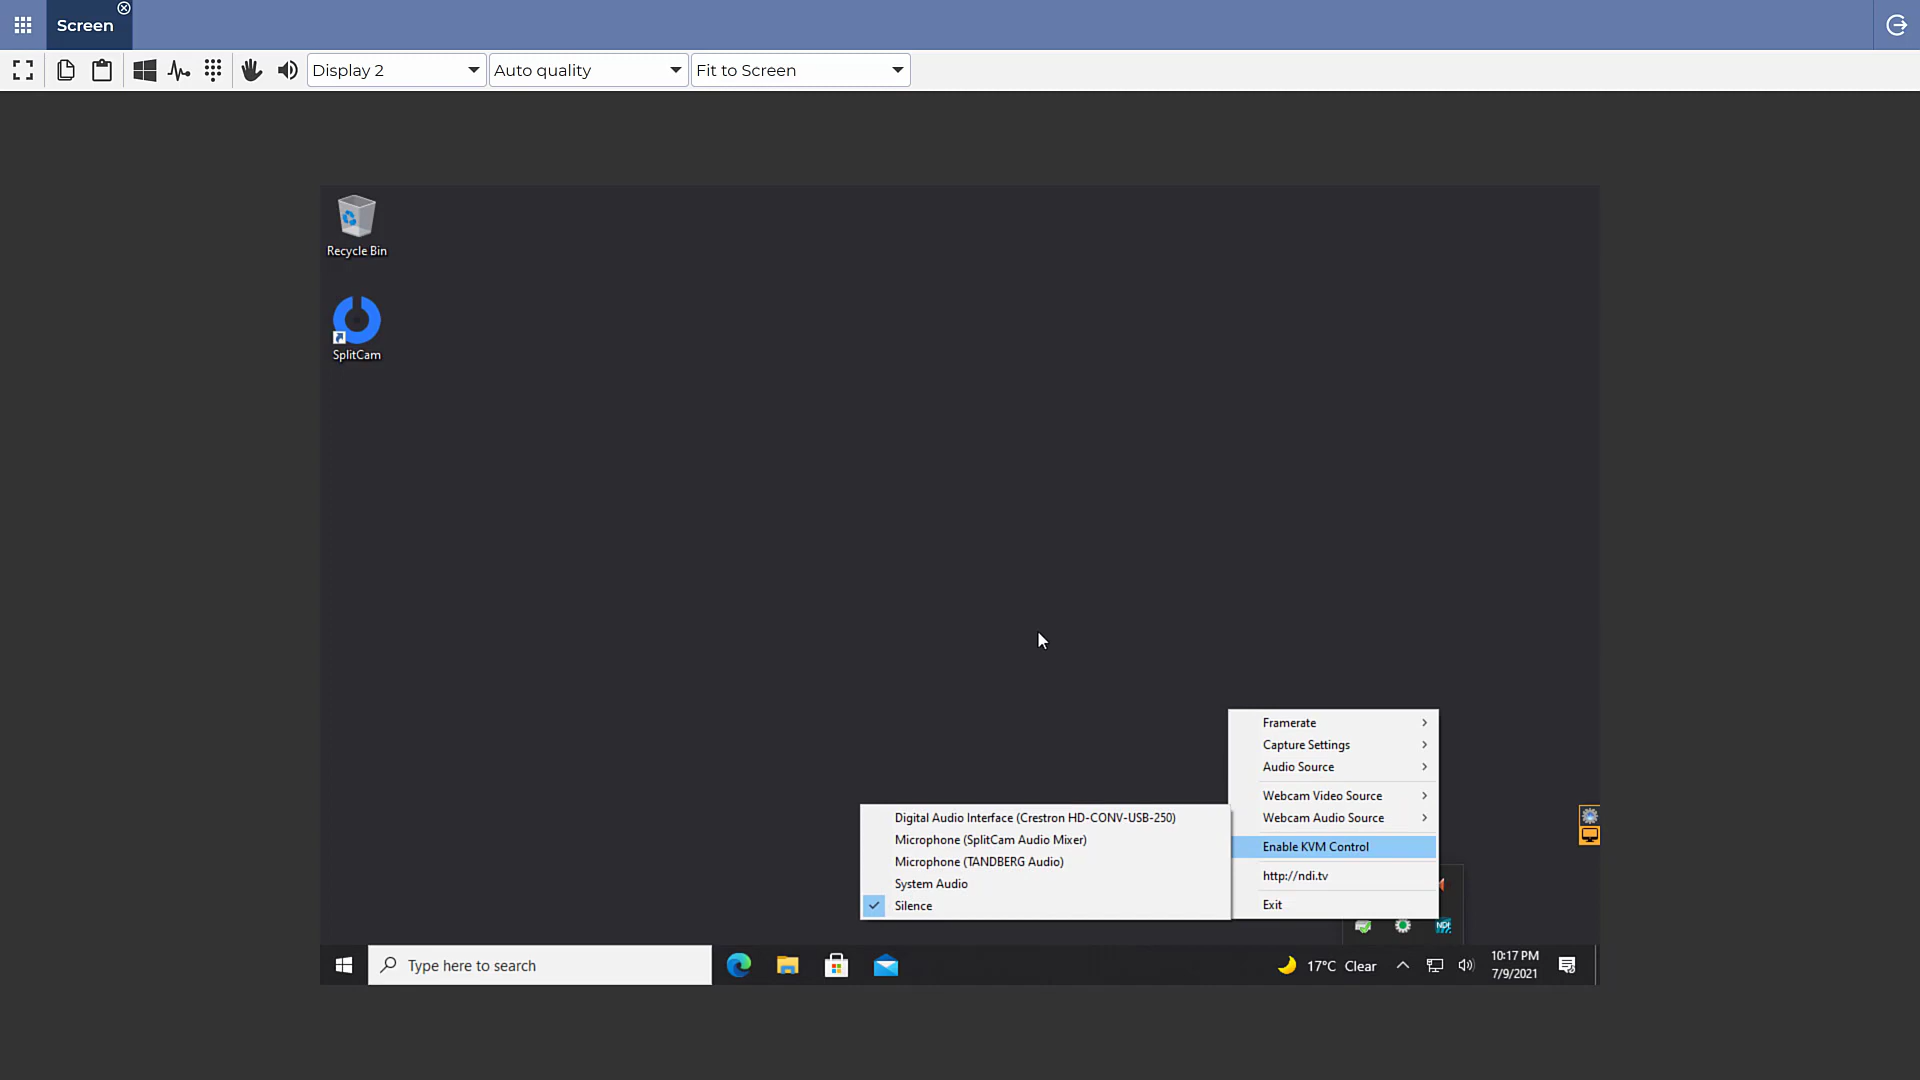 Screen
Display 2
Auto quality
Fit to Screen
Recycle Bin
SplitCam
Framerate
Capture Settings
Audio Source
Webcam Video Source
Webcam Audio Source
Enable KVM Control
http://ndi.tv
Exit
Digital Audio Interface (Crestron HD-CONV-USB-250)
Microphone (SplitCam Audio Mixer)
Microphone (TANDBERG Audio)
System Audio
Silence
NDI
Type here to search
17°C Clear
10:17 PM
7/9/2021